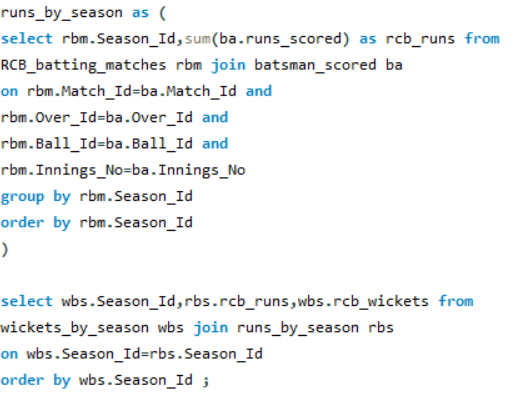 runs_by_season as (
select rbm.Season_Id,sum(ba.runs_scored) as rcb_runs from
RCB_batting_matches rbm join batsman_scored ba
on rbm.Match_Id=ba.Match_Id and
rbm.Over_Id=ba.Over_Id and
rbm.Ball_Id=ba.Ball_Id and
rbm.Innings_No=ba.Innings_No
group by rbm.Season_Id
order by rbm.Season_Id
)
select wbs.Season_Id,rbs.rcb_runs,wbs.rcb_wickets from
wickets_by_season wbs join runs_by_season rbs
on wbs.Season_Id=rbs.Season_Id
order by wbs.Season_Id ;